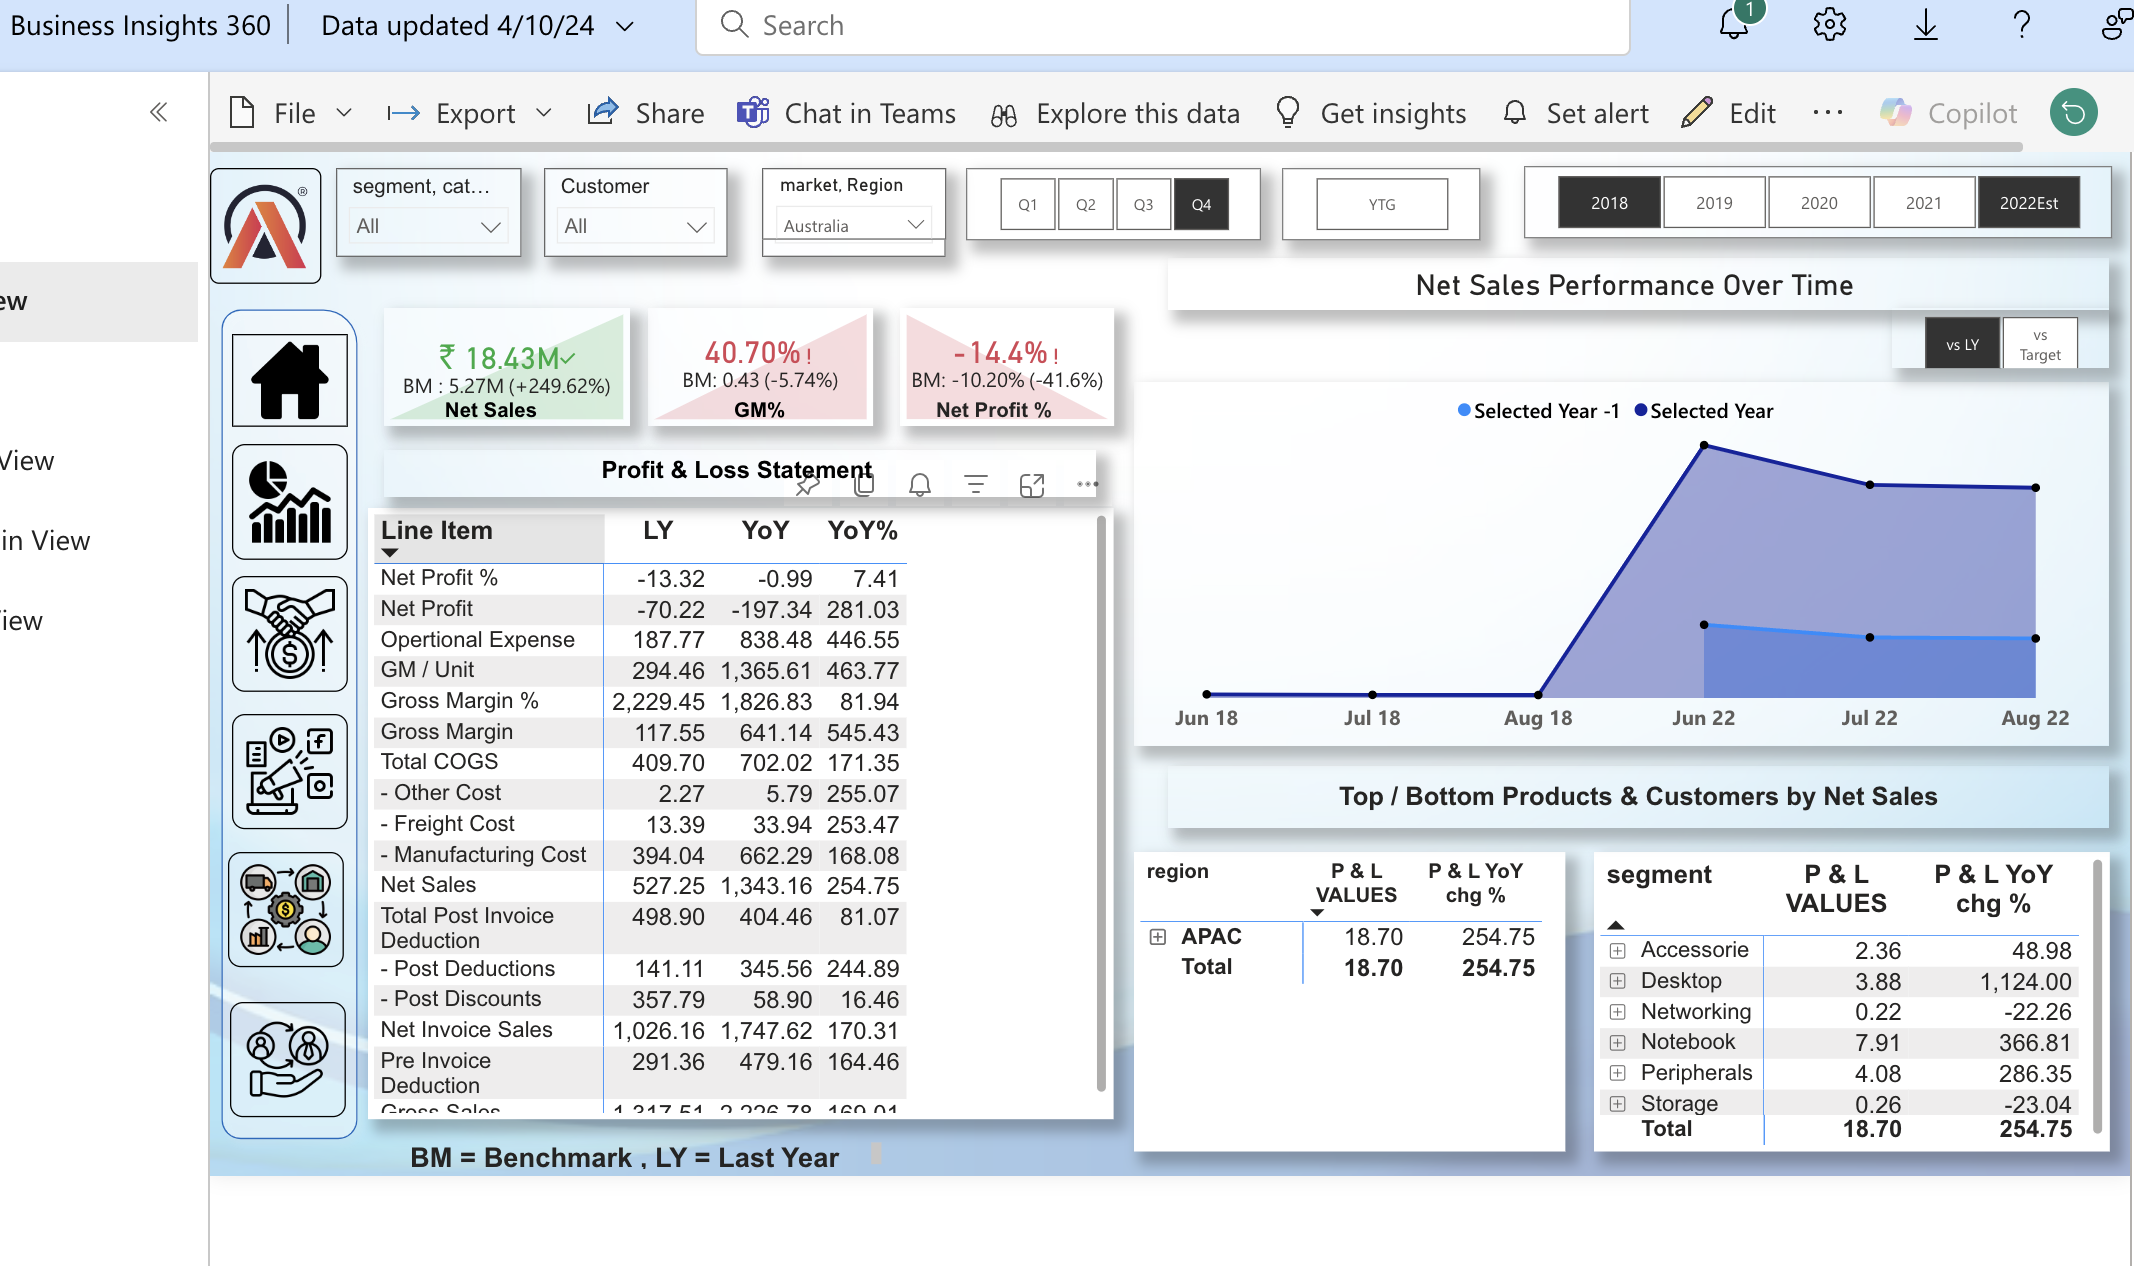 Business Insights 360 | Data updated 4/10/24
Search
1
?
File
Export
Share
Chat in Teams
Explore this data
Get insights
Set alert
Edit
...
Copilot
ew
View
in View
iew
segment, cat...
All
Customer
All
market, Region
Australia
Q1 Q2 Q3 Q4
YTG
2018 2019 2020 2021 2022Est
Net Sales Performance Over Time
vs LY
vs Target
₹ 18.43M✓
BM : 5.27M (+249.62%)
Net Sales
40.70% !
BM: 0.43 (-5.74%)
GM%
-14.4% !
BM: -10.20% (-41.6%)
Net Profit %
Profit & Loss Statement
Line Item LY YoY YoY%
Net Profit % -13.32 -0.99 7.41
Net Profit -70.22 -197.34 281.03
Opertional Expense 187.77 838.48 446.55
GM / Unit 294.46 1,365.61 463.77
Gross Margin % 2,229.45 1,826.83 81.94
Gross Margin 117.55 641.14 545.43
Total COGS 409.70 702.02 171.35
- Other Cost 2.27 5.79 255.07
- Freight Cost 13.39 33.94 253.47
- Manufacturing Cost 394.04 662.29 168.08
Net Sales 527.25 1,343.16 254.75
Total Post Invoice Deduction 498.90 404.46 81.07
- Post Deductions 141.11 345.56 244.89
- Post Discounts 357.79 58.90 16.46
Net Invoice Sales 1,026.16 1,747.62 170.31
Pre Invoice Deduction 291.36 479.16 164.46
Gross Sales 1,317.51 2,226.78 169.01
BM = Benchmark , LY = Last Year
Selected Year -1 Selected Year
Jun 18 Jul 18 Aug 18 Jun 22 Jul 22 Aug 22
Top / Bottom Products & Customers by Net Sales
region P & L VALUES P & L YoY chg %
APAC 18.70 254.75
Total 18.70 254.75
segment P & L VALUES P & L YoY chg %
Accessorie 2.36 48.98
Desktop 3.88 1,124.00
Networking 0.22 -22.26
Notebook 7.91 366.81
Peripherals 4.08 286.35
Storage 0.26 -23.04
Total 18.70 254.75